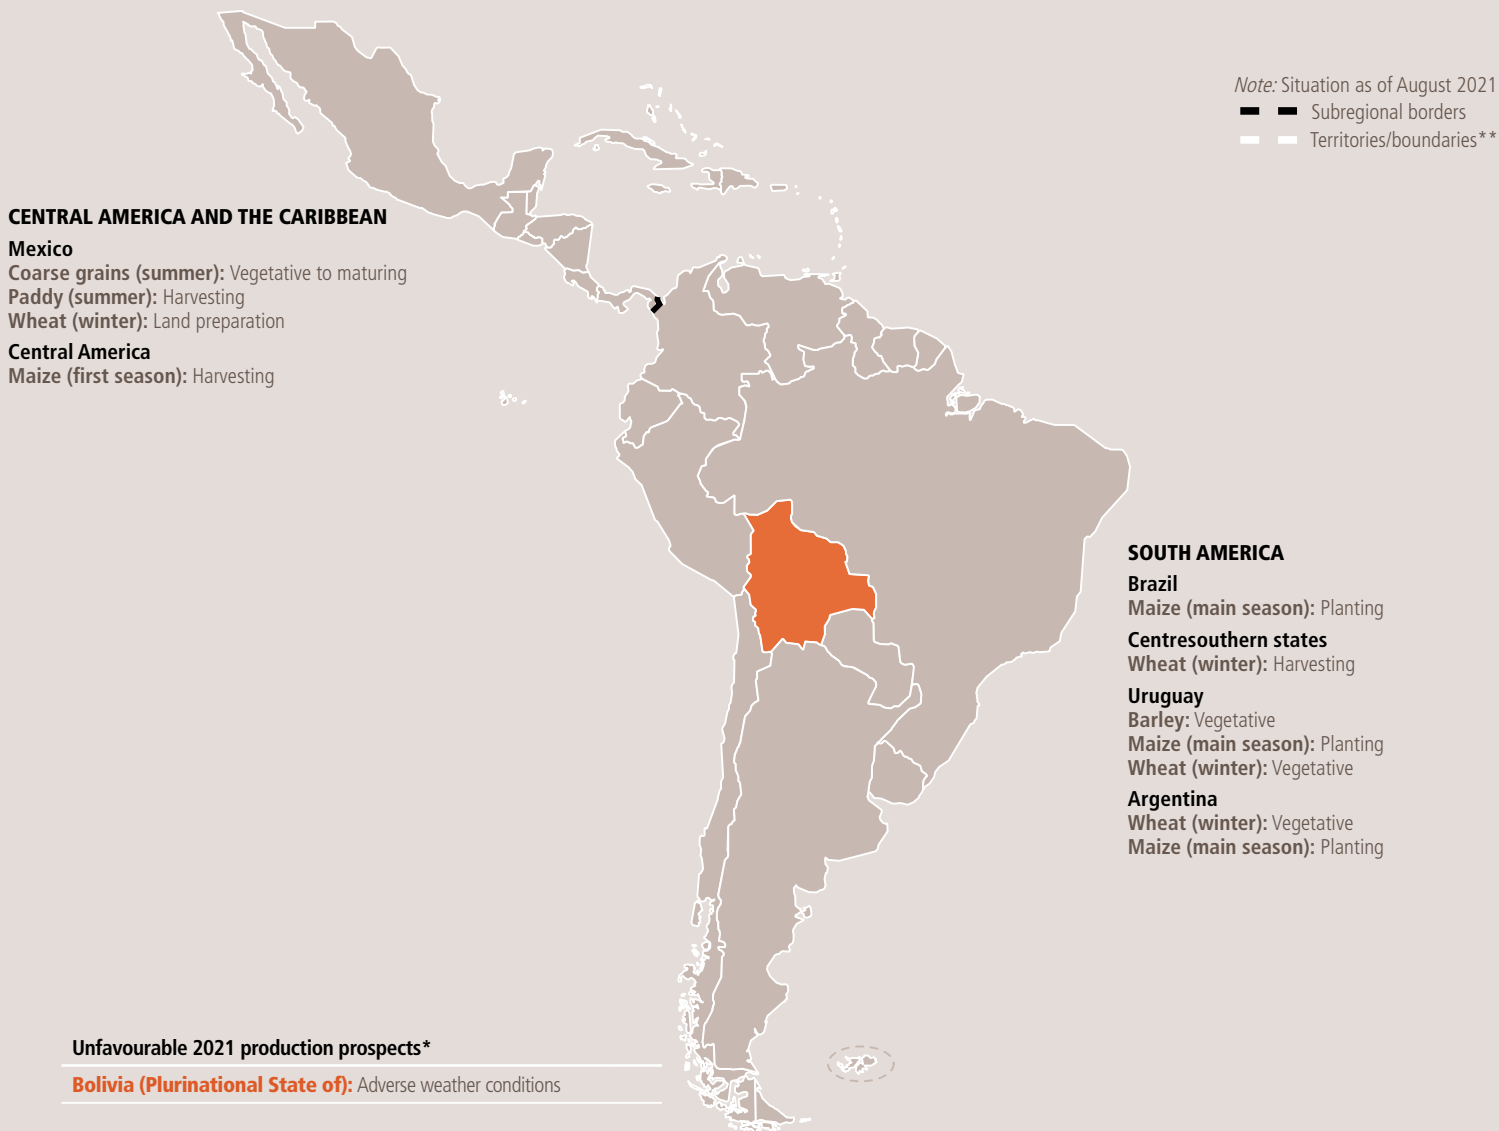 Note: Situation as of August 2021
Subregional borders
Territories/boundaries**
CENTRAL AMERICA AND THE CARIBBEAN
Mexico
Coarse grains (summer): Vegetative to maturing
Paddy (summer): Harvesting
Wheat (winter): Land preparation
Central America
Maize (first season): Harvesting
SOUTH AMERICA
Brazil
Maize (main season): Planting
Centresouthern states
Wheat (winter): Harvesting
Uruguay
Barley: Vegetative
Maize (main season): Planting
Wheat (winter): Vegetative
Argentina
Wheat (winter): Vegetative
Maize (main season): Planting
Unfavourable 2021 production prospects*
Bolivia (Plurinational State of): Adverse weather conditions